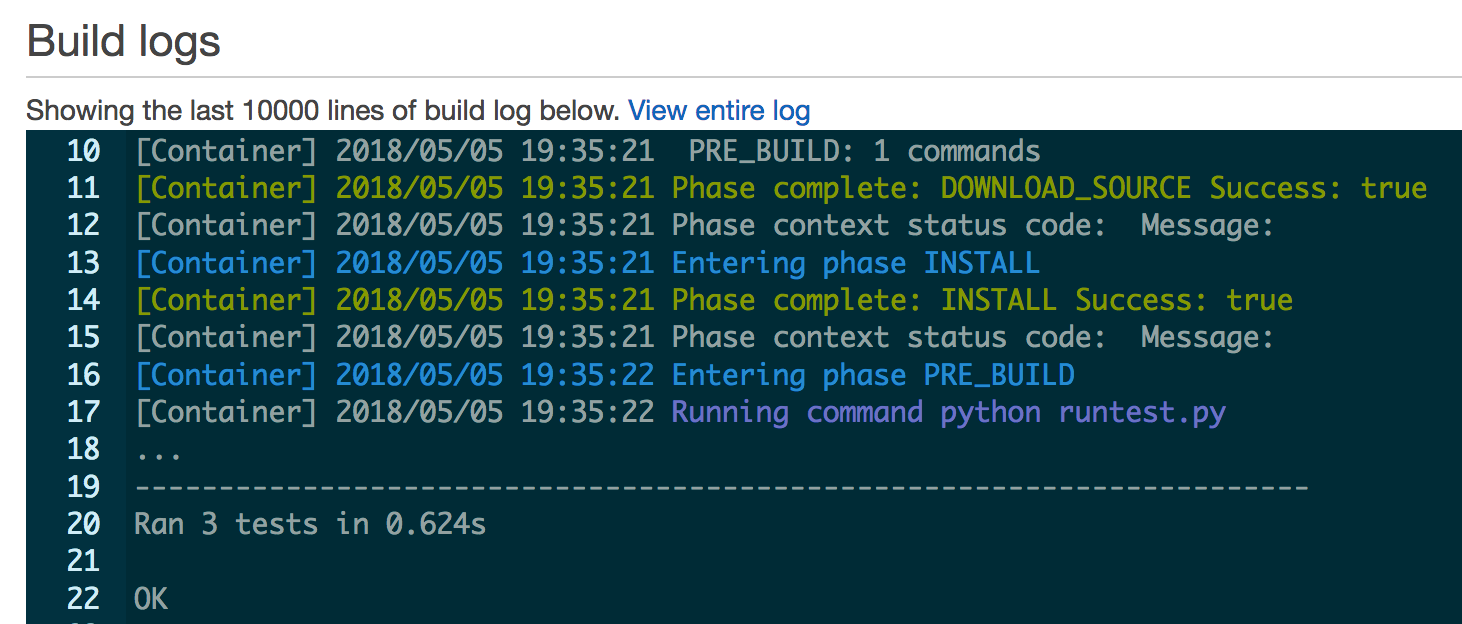 Build logs
Showing the last 10000 lines of build log below. View entire log
10 [Container] 2018/05/05 19:35:21  PRE_BUILD: 1 commands
11 [Container] 2018/05/05 19:35:21 Phase complete: DOWNLOAD_SOURCE Success: true
12 [Container] 2018/05/05 19:35:21 Phase context status code:  Message:
13 [Container] 2018/05/05 19:35:21 Entering phase INSTALL
14 [Container] 2018/05/05 19:35:21 Phase complete: INSTALL Success: true
15 [Container] 2018/05/05 19:35:21 Phase context status code:  Message:
16 [Container] 2018/05/05 19:35:22 Entering phase PRE_BUILD
17 [Container] 2018/05/05 19:35:22 Running command python runtest.py
18 ...
19 ----------------------------------------------------------------------
20 Ran 3 tests in 0.624s
21
22 OK